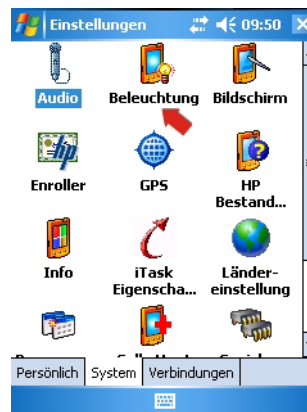 Einstellungen 09:50
Audio Beleuchtung Bildschirm
Enroller GPS HP
Bestand...
Info iTask Länder-
Eigenscha... einstellung
Persönlich System Verbindungen